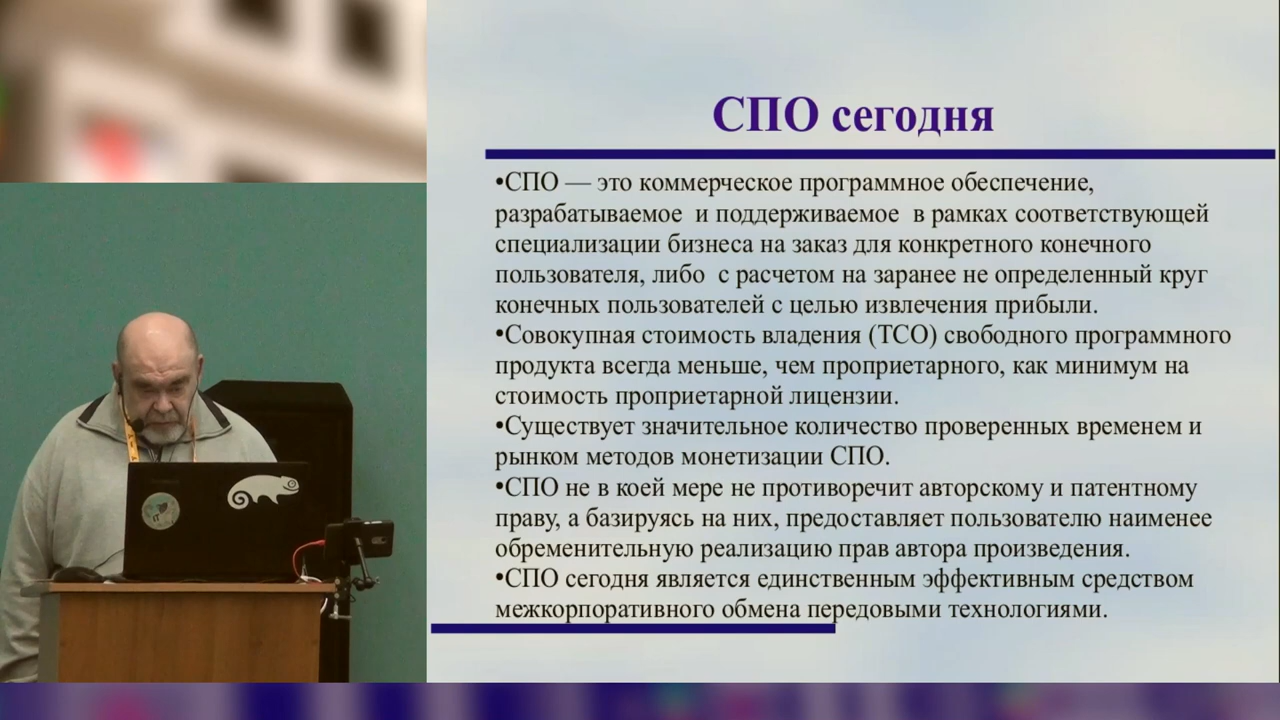 СПО сегодня
•СПО — это коммерческое программное обеспечение,
разрабатываемое и поддерживаемое в рамках соответствующей
специализации бизнеса на заказ для конкретного конечного
пользователя, либо с расчетом на заранее не определенный круг
конечных пользователей с целью извлечения прибыли.
•Совокупная стоимость владения (TCO) свободного программного
продукта всегда меньше, чем проприетарного, как минимум на
стоимость проприетарной лицензии.
•Существует значительное количество проверенных временем и
рынком методов монетизации СПО.
•СПО не в коей мере не противоречит авторскому и патентному
праву, а базируясь на них, предоставляет пользователю наименее
обременительную реализацию прав автора произведения.
•СПО сегодня является единственным эффективным средством
межкорпоративного обмена передовыми технологиями.